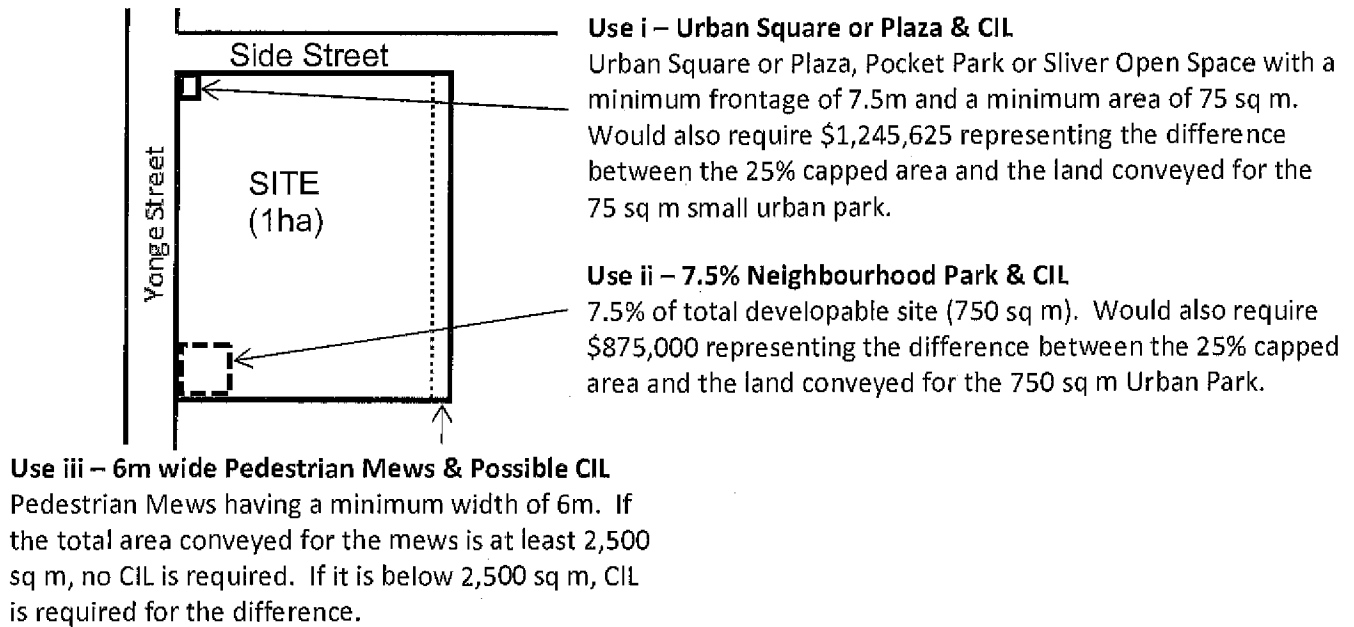 Side Street
Yonge Street
SITE
(1ha)
Use i – Urban Square or Plaza & CIL
Urban Square or Plaza, Pocket Park or Sliver Open Space with a
minimum frontage of 7.5m and a minimum area of 75 sq m.
Would also require $1,245,625 representing the difference
between the 25% capped area and the land conveyed for the
75 sq m small urban park.
Use ii – 7.5% Neighbourhood Park & CIL
7.5% of total developable site (750 sq m).  Would also require
$875,000 representing the difference between the 25% capped
area and the land conveyed for the 750 sq m Urban Park.
Use iii – 6m wide Pedestrian Mews & Possible CIL
Pedestrian Mews having a minimum width of 6m.  If
the total area conveyed for the mews is at least 2,500
sq m, no CIL is required.  If it is below 2,500 sq m, CIL
is required for the difference.